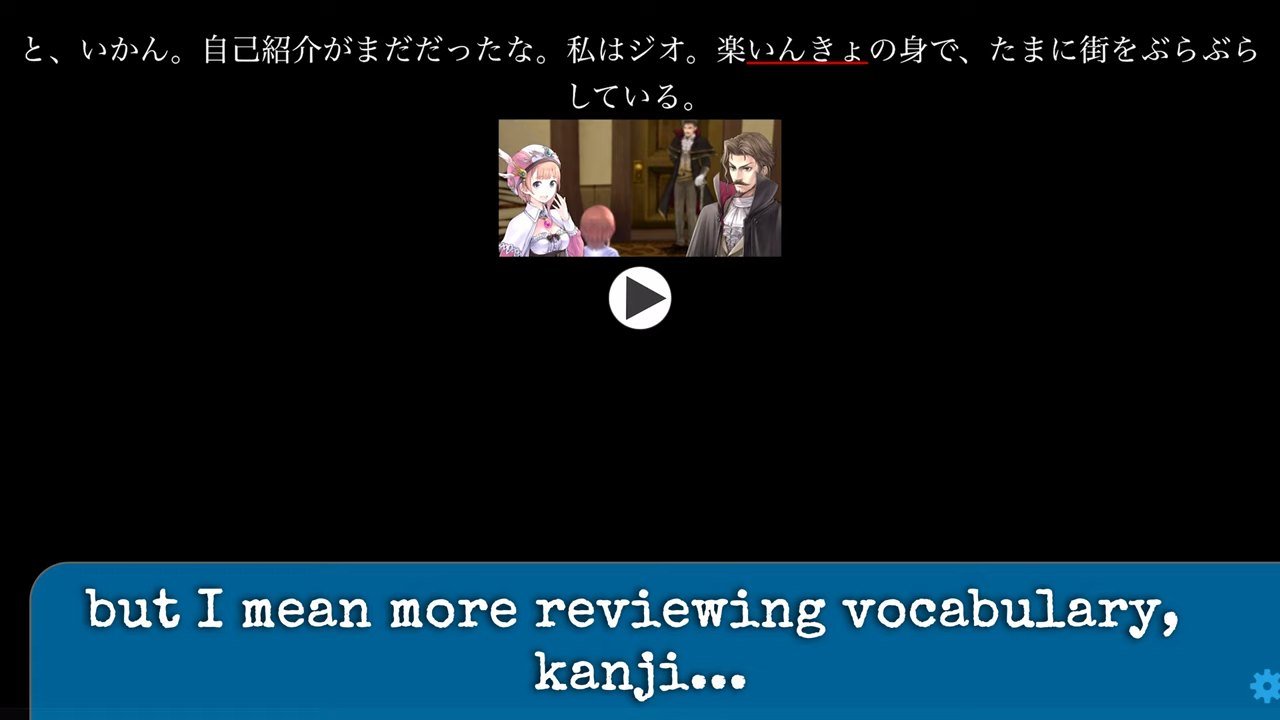 と、いかん。自己紹介がまだだったな。私はジオ。楽いんきょの身で、たまに街をぶらぶら
している。
but I mean more reviewing vocabulary,
kanji...